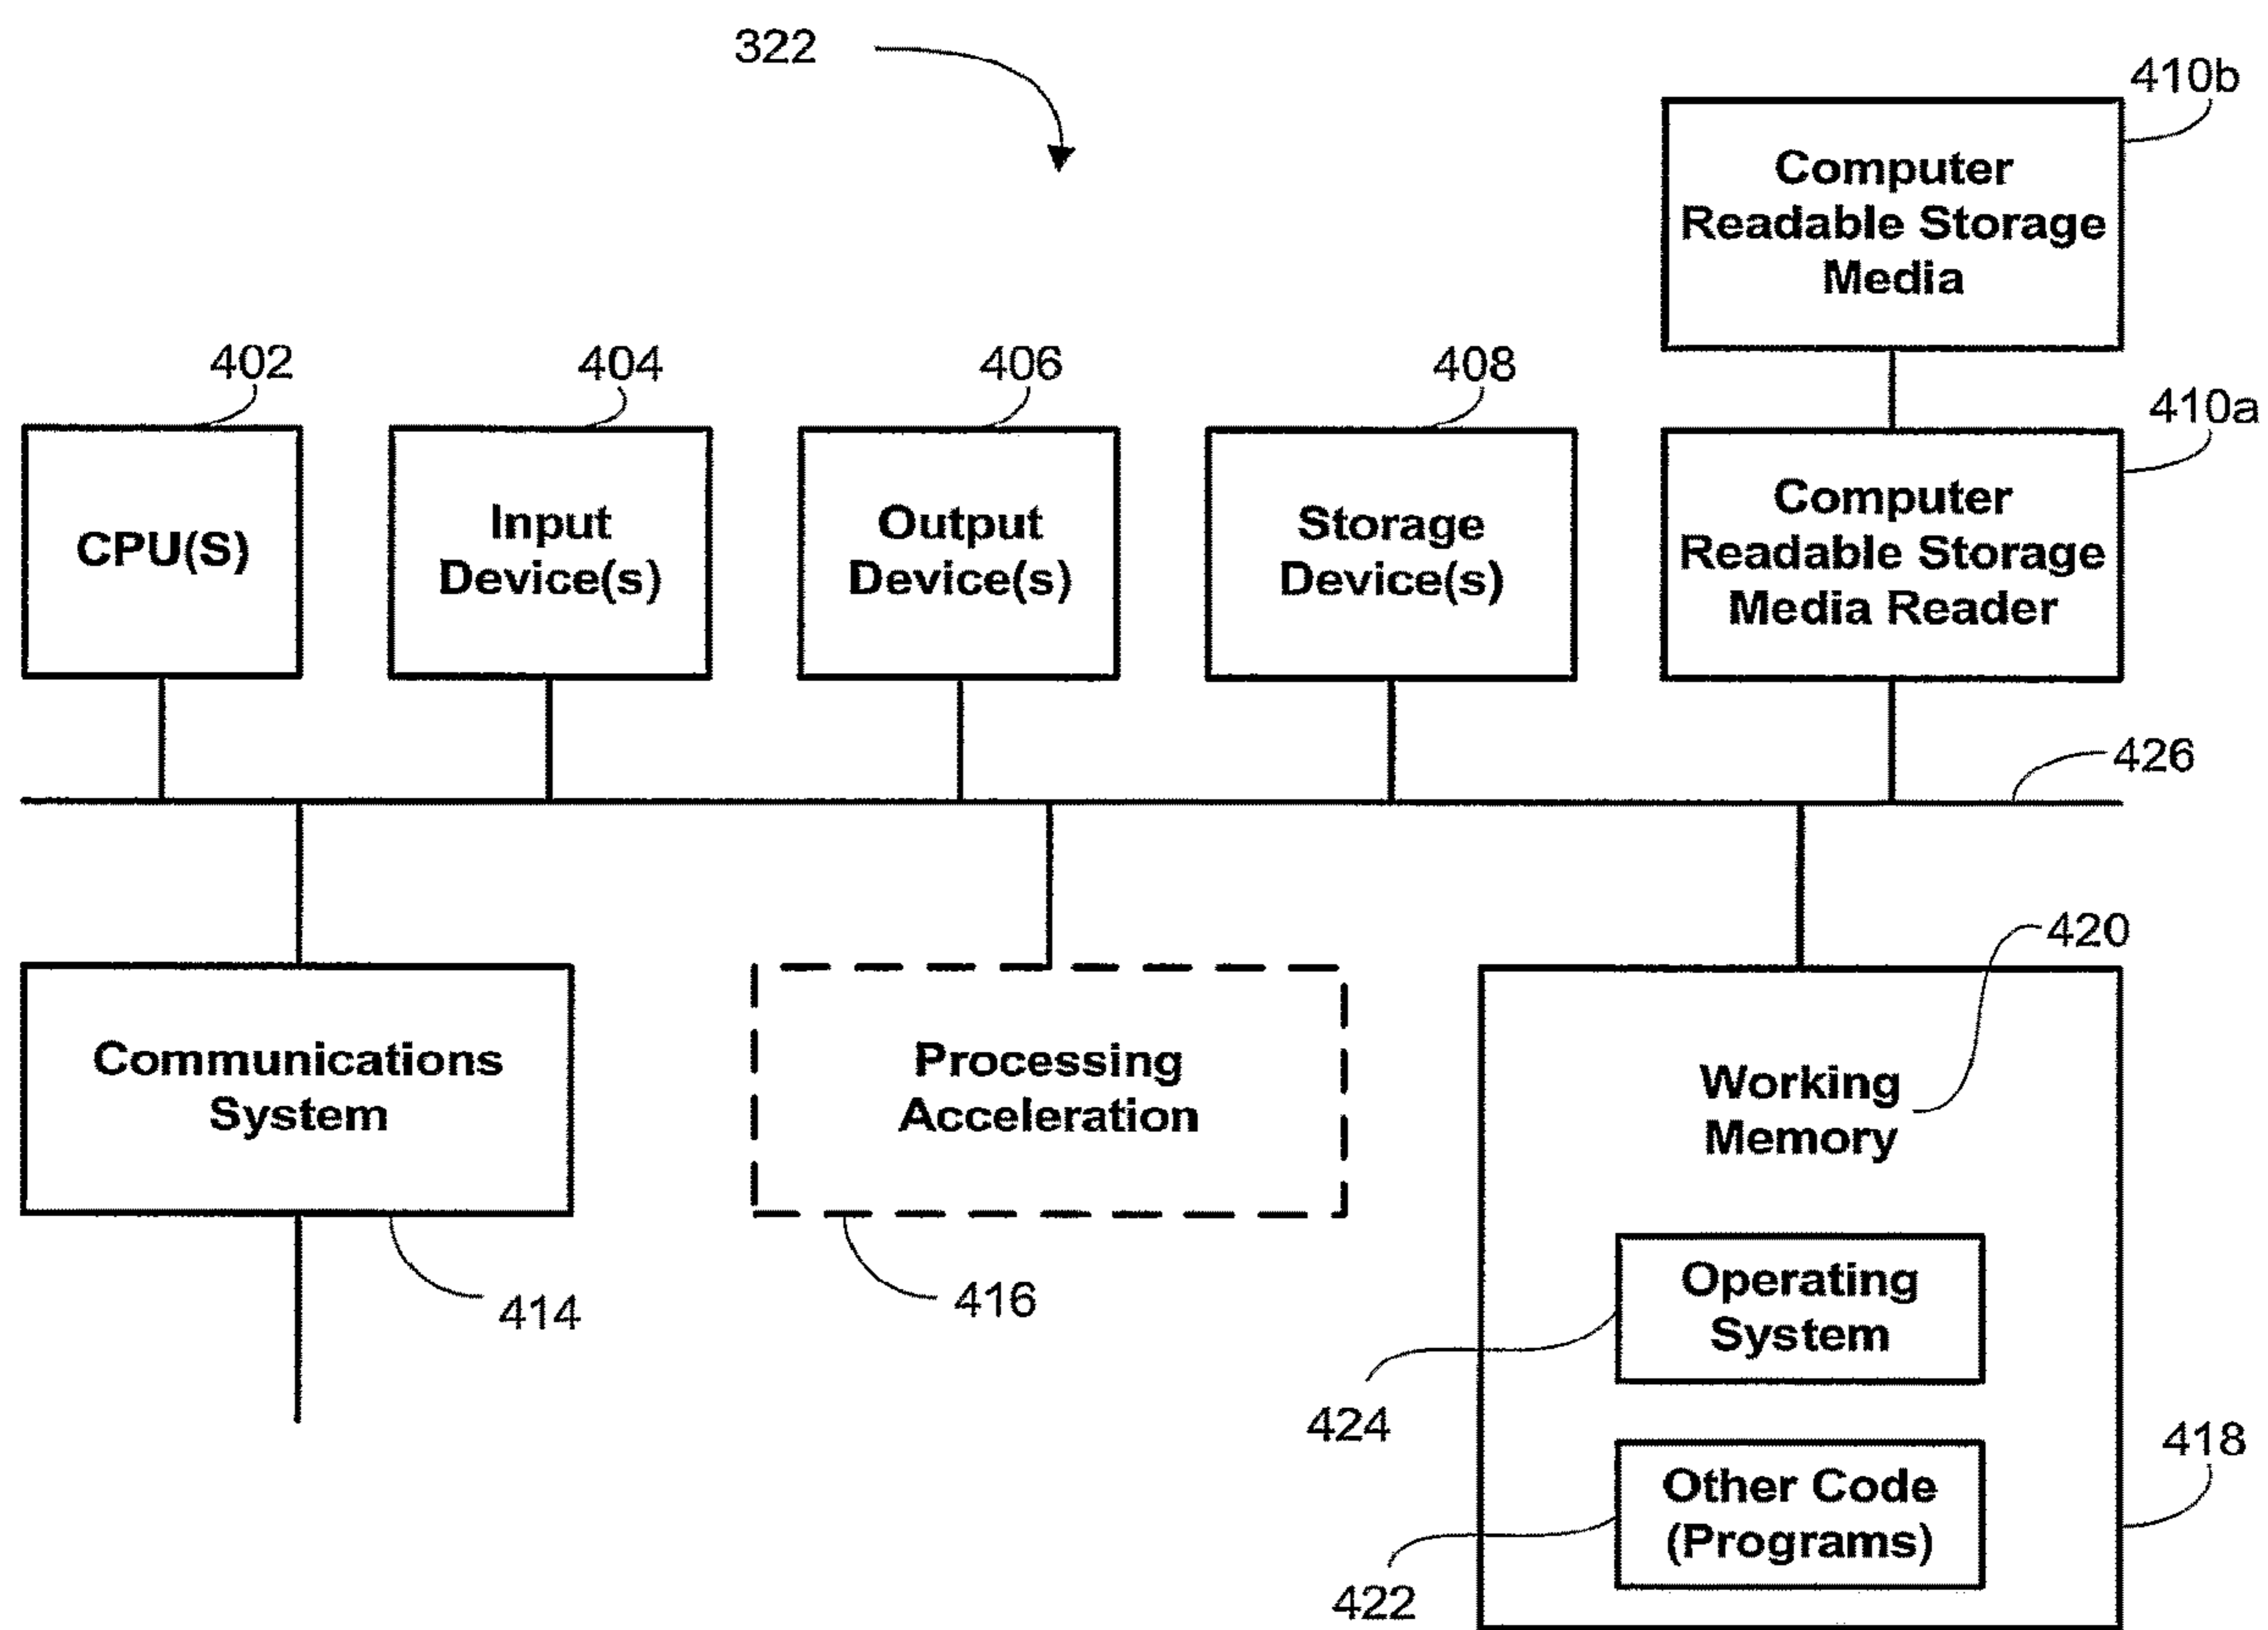 322
410b
Computer
Readable Storage
Media
402
404
406
408
410a
CPU(S)
Input
Device(s)
Output
Device(s)
Storage
Device(s)
Computer
Readable Storage
Media Reader
426
420
Communications
System
Processing
Acceleration
Working
Memory
414
416
Operating
System
424
418
Other Code
(Programs)
422